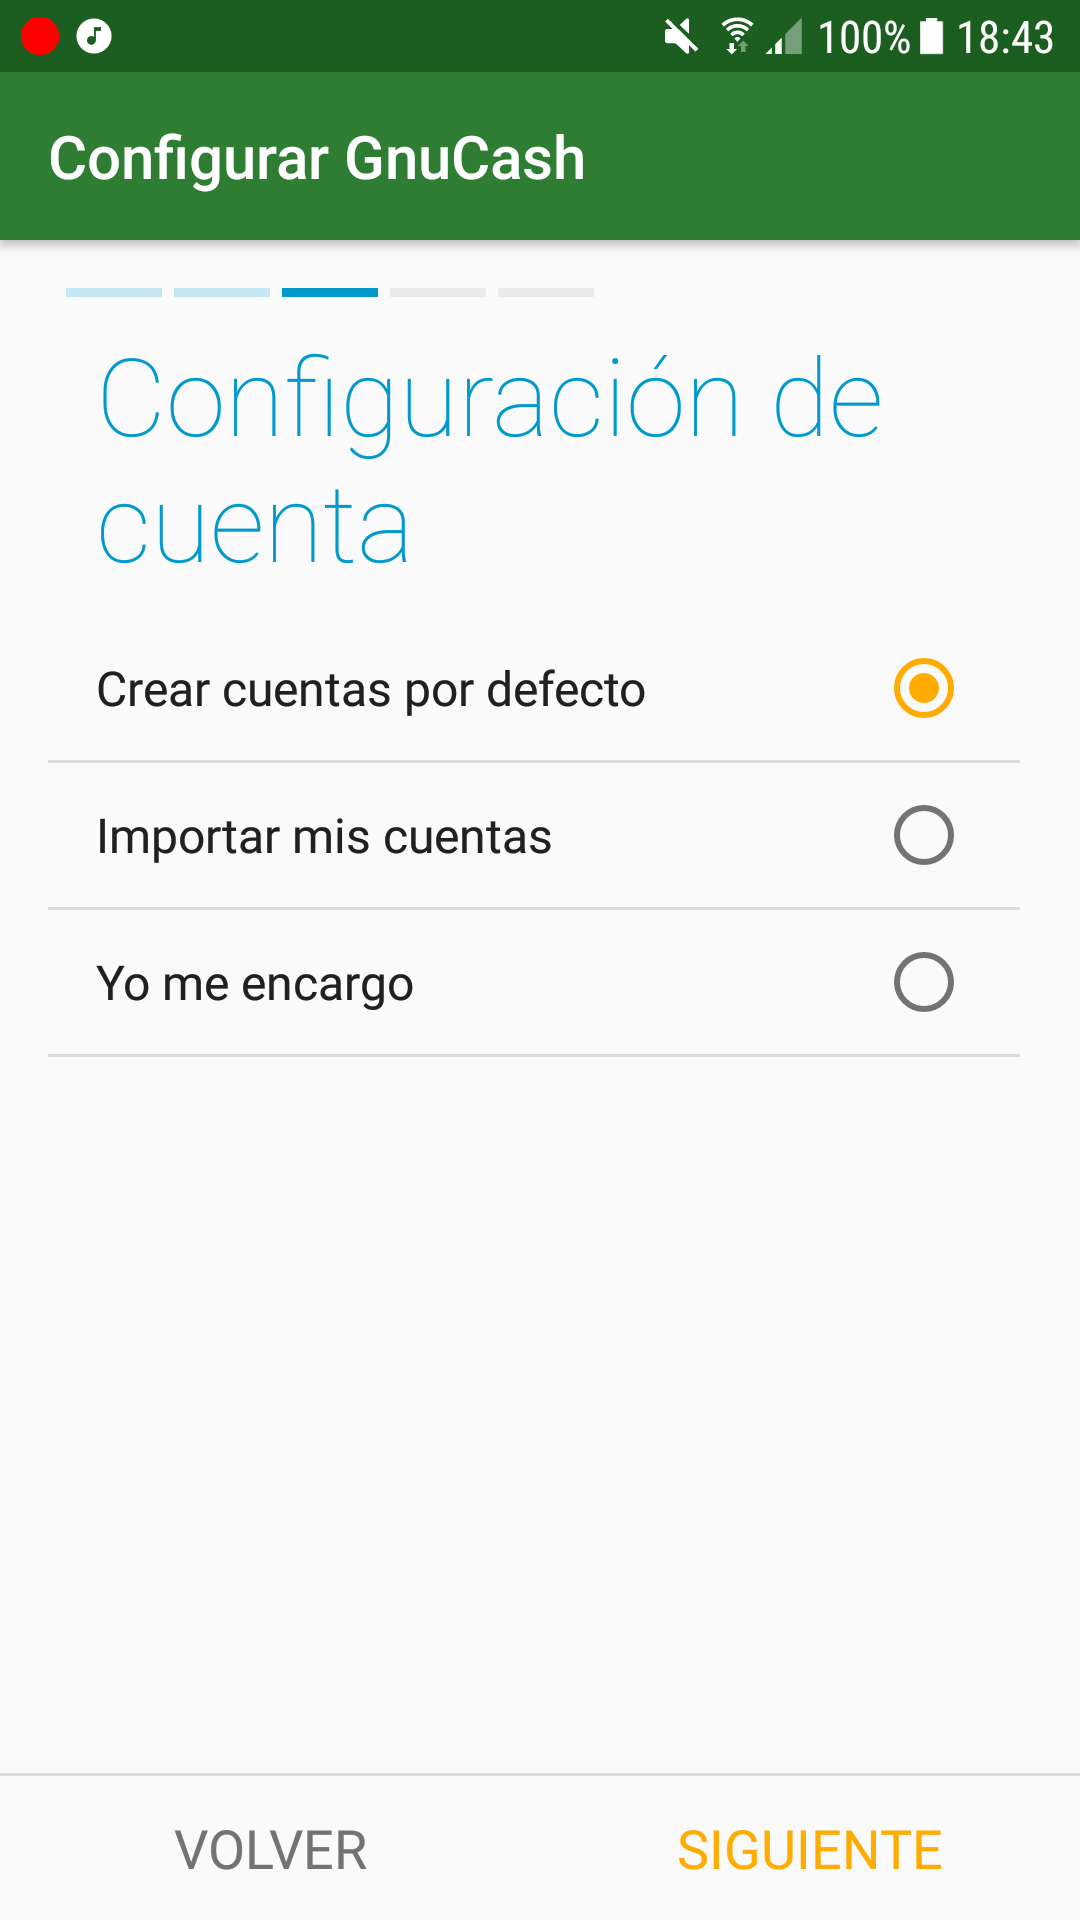 100% 18:43
Configurar GnuCash
Configuración de
cuenta
Crear cuentas por defecto
Importar mis cuentas
Yo me encargo
VOLVER SIGUIENTE